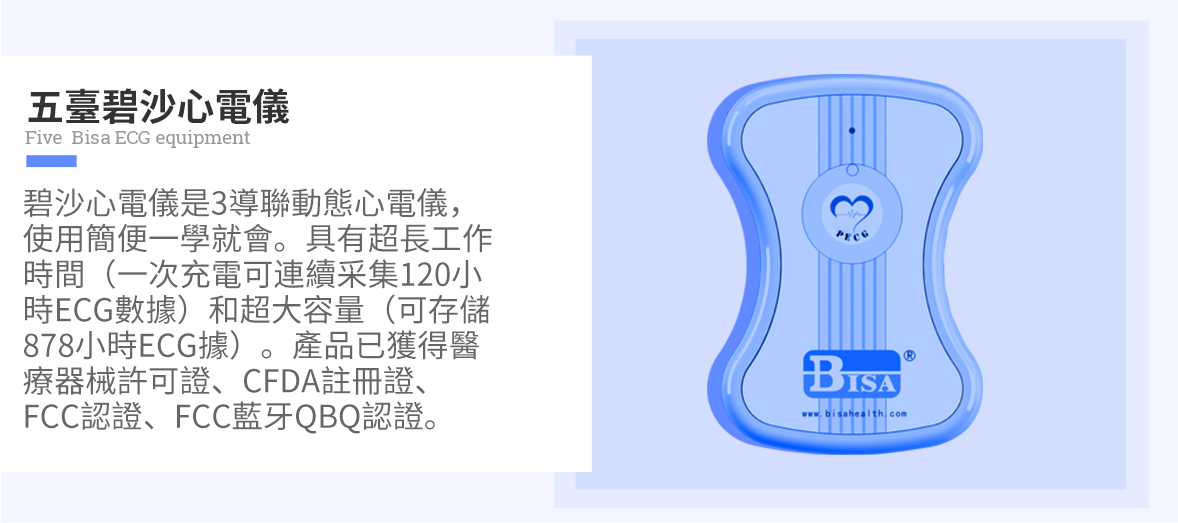 五臺碧沙心電儀
Five Bisa ECG equipment
碧沙心電儀是3導聯動態心電儀，
使用簡便一學就會。具有超長工作
時間（一次充電可連續采集120小
時ECG數據）和超大容量（可存儲
878小時ECG據）。產品已獲得醫
療器械許可證、CFDA註冊證、
FCC認證、FCC藍牙QBQ認證。
PECG
BISA®
www.bisahealth.com